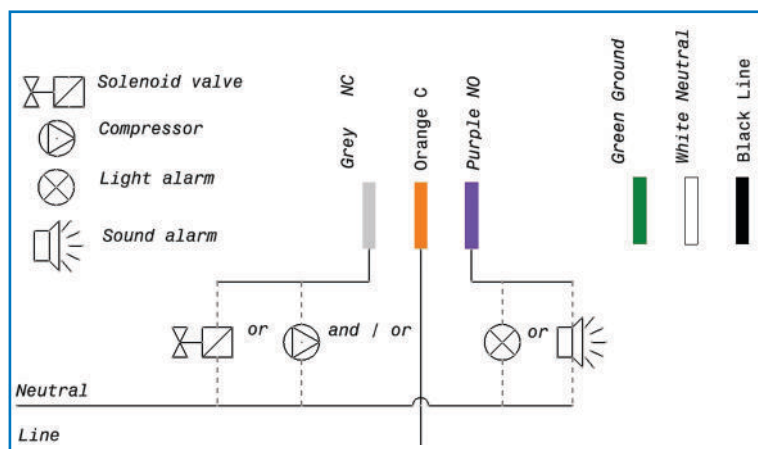 Solenoid valve
Compressor
Light alarm
Sound alarm
Grey NC
Orange C
Purple NO
Green Ground
White Neutral
Black Line
or
and / or
or
Neutral
Line